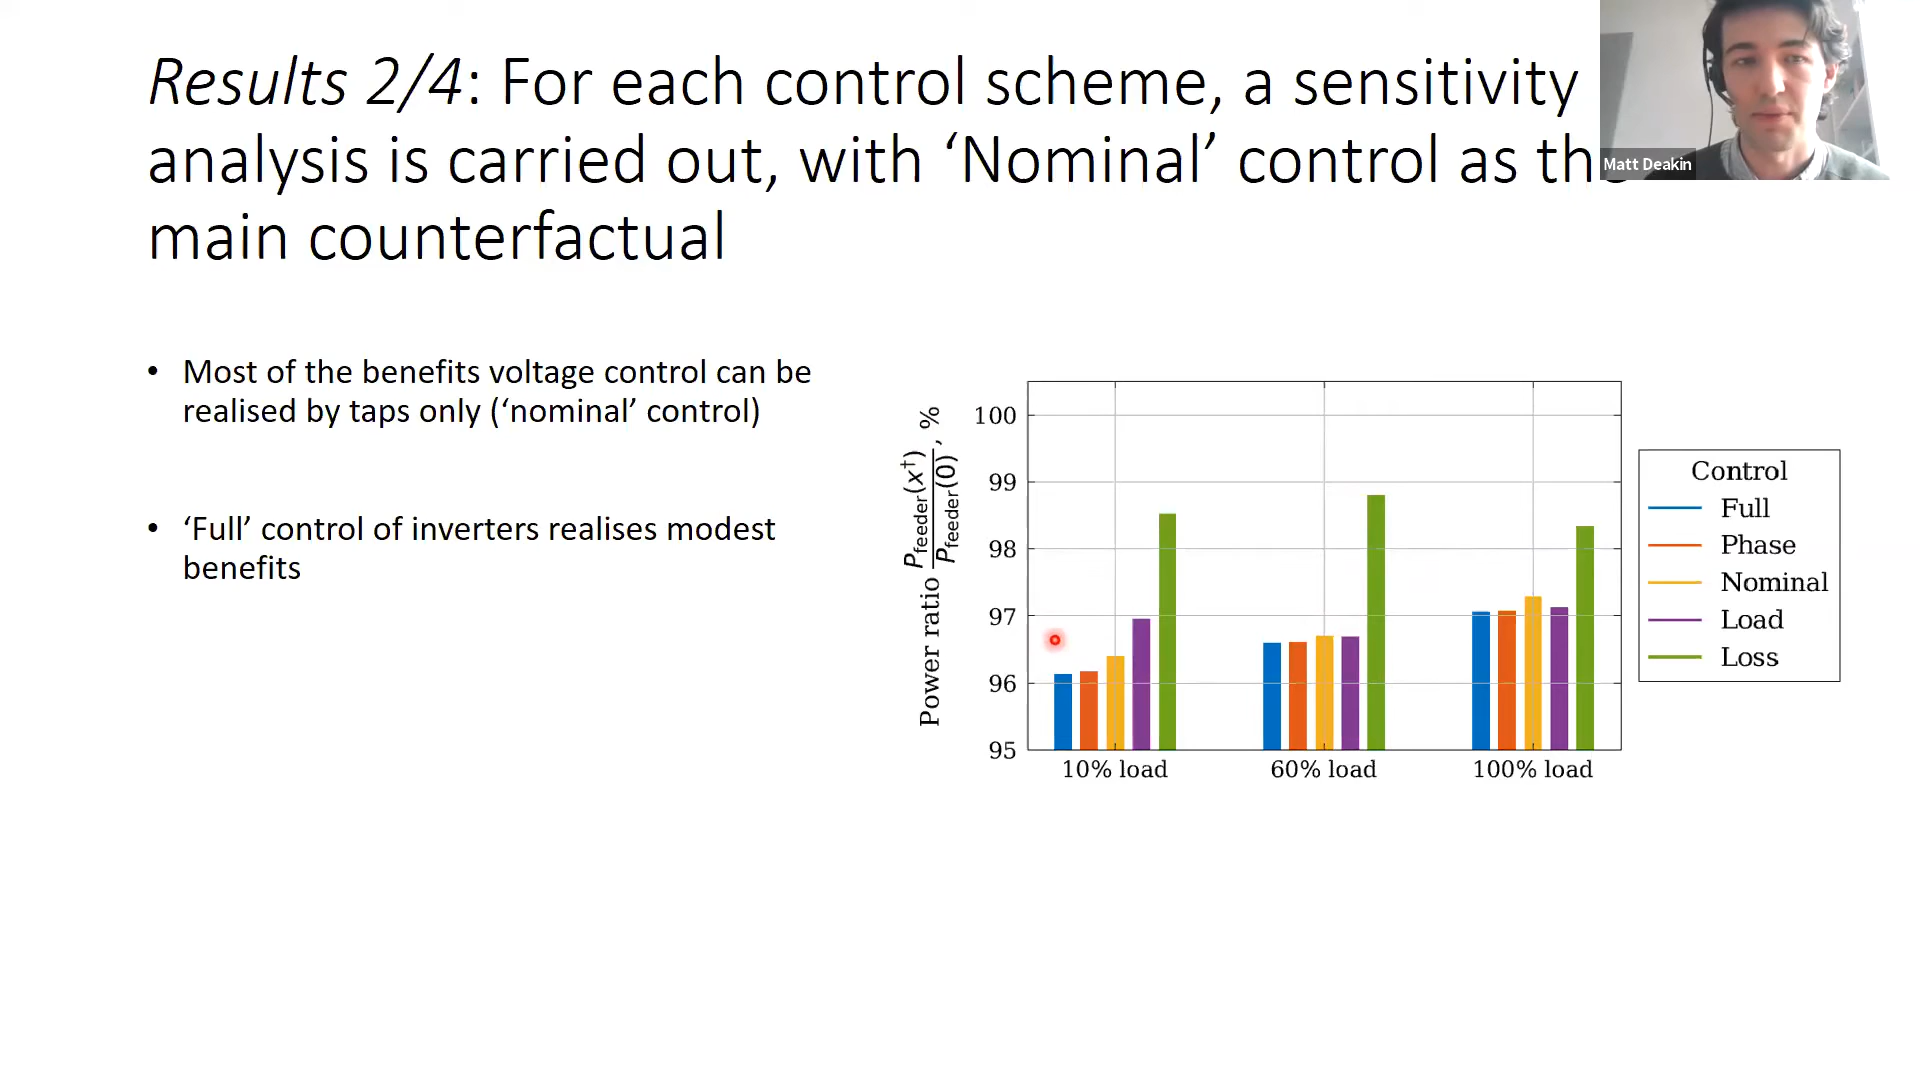 Results 2/4: For each control scheme, a sensitivity
analysis is carried out, with ‘Nominal’ control as the
main counterfactual
Matt Deakin
• Most of the benefits voltage control can be
realised by taps only (‘nominal’ control)
• ‘Full’ control of inverters realises modest
benefits
Power ratio P_feeder(x†) / P_feeder(0), %
100
99
98
97
96
95
10% load
60% load
100% load
Control
Full
Phase
Nominal
Load
Loss